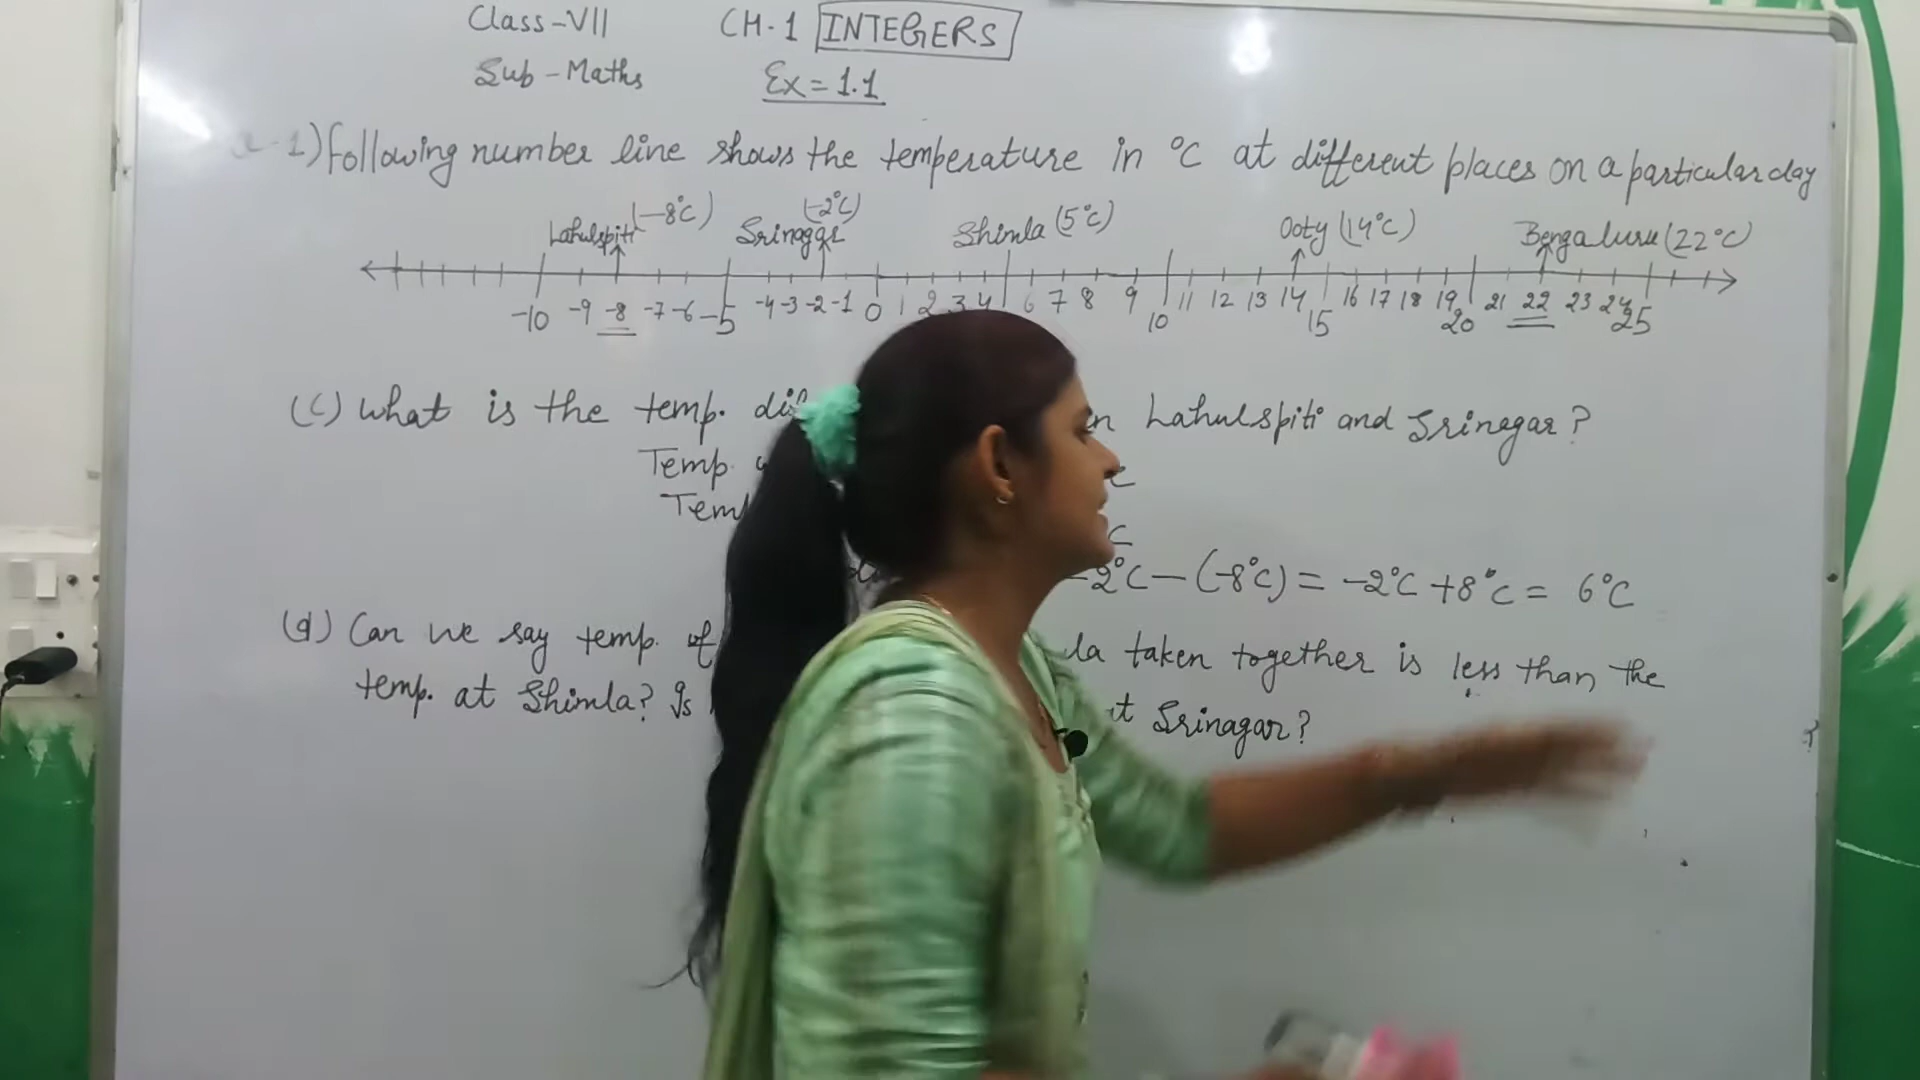 Class-VII CH.1 INTEGERS
Sub-Maths Ex=1.1
1) Following number line shows the temperature in °C at different places on a particular day
Lahulspiti (-8°C) Srinagar (-2°C) Shimla (5°C) Ooty (14°C) Bengaluru (22°C)
-10 -9 -8 -7 -6 -5 -4 -3 -2 -1 0 1 2 3 4 6 7 8 9 10 11 12 13 14 15 16 17 18 19 20 21 22 23 24 25
(c) What is the temp. Lahulspiti and Srinagar?
Temp.
Temp
-2°C-(-8°C) = -2°C+8°C = 6°C
(d) Can we say temp. of taken together is less than the
temp. at Shimla? Is Srinagar?